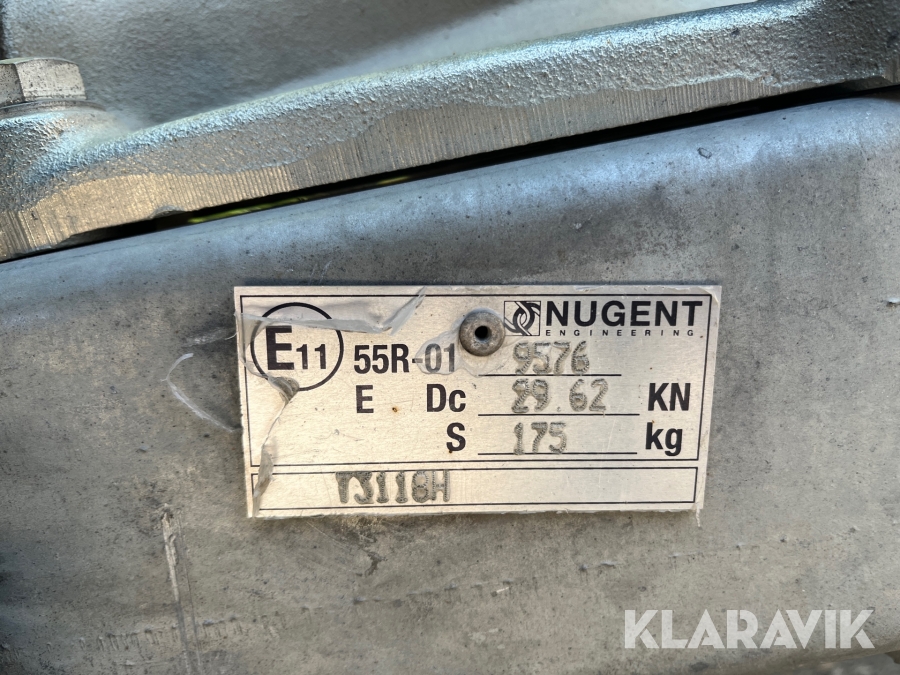 NUGENT
ENGINEERING
E11 55R-01 9576
E Dc 29.62 KN
S 175 kg
T3118H
KLARAVIK